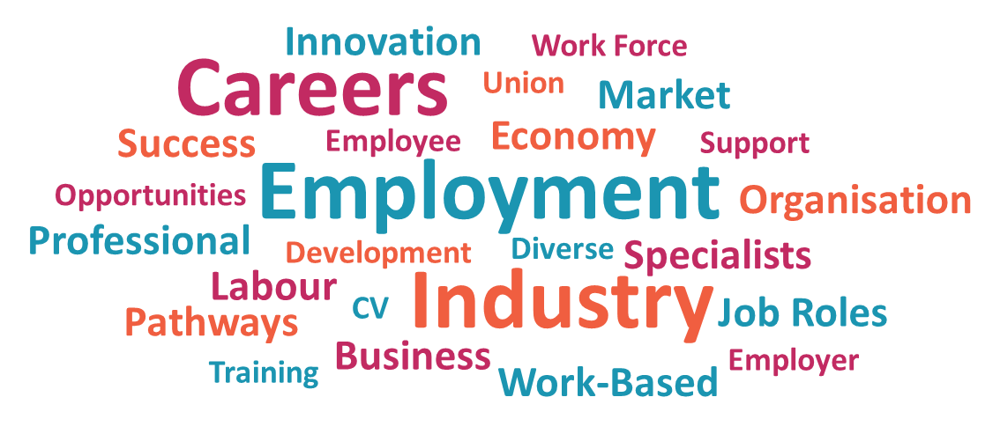 Innovation
Work Force
Careers
Union
Market
Success
Employee
Economy
Support
Opportunities
Employment
Organisation
Professional
Development
Diverse
Specialists
Labour
CV
Industry
Job Roles
Pathways
Business
Employer
Training
Work-Based